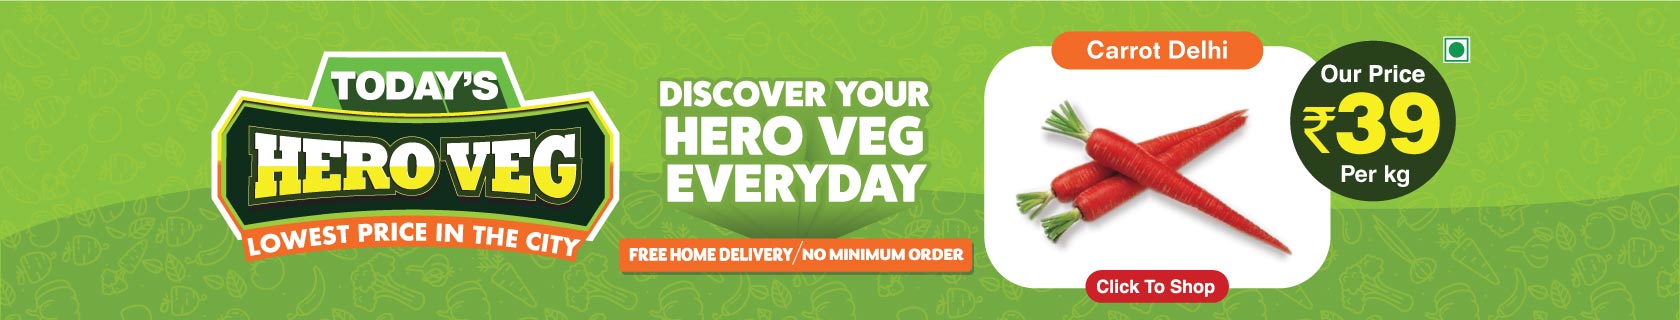 TODAY'S
HERO VEG
LOWEST PRICE IN THE CITY
DISCOVER YOUR
HERO VEG
EVERYDAY
FREE HOME DELIVERY/NO MINIMUM ORDER
Carrot Delhi
Click To Shop
Our Price
₹39
Per kg